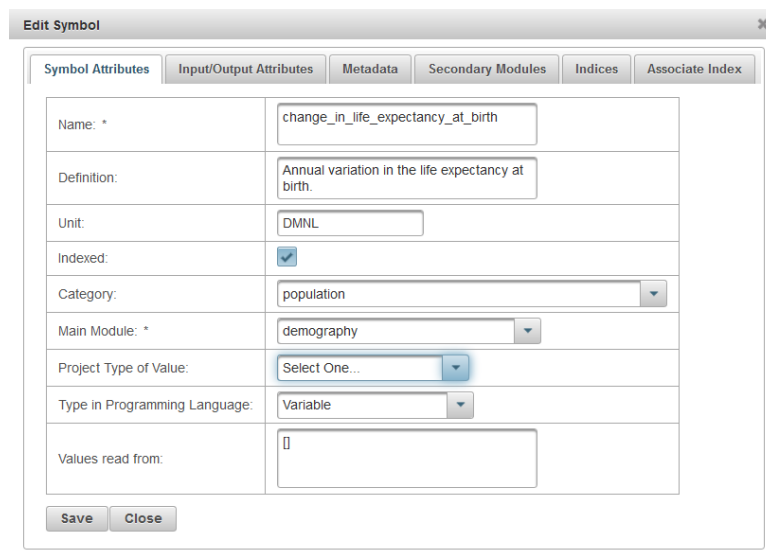 Edit Symbol
Symbol Attributes Input/Output Attributes Metadata Secondary Modules Indices Associate Index
Name: * change_in_life_expectancy_at_birth
Definition: Annual variation in the life expectancy at
birth.
Unit: DMNL
Indexed:
Category: population
Main Module: * demography
Project Type of Value: Select One...
Type in Programming Language: Variable
Values read from: []
Save Close